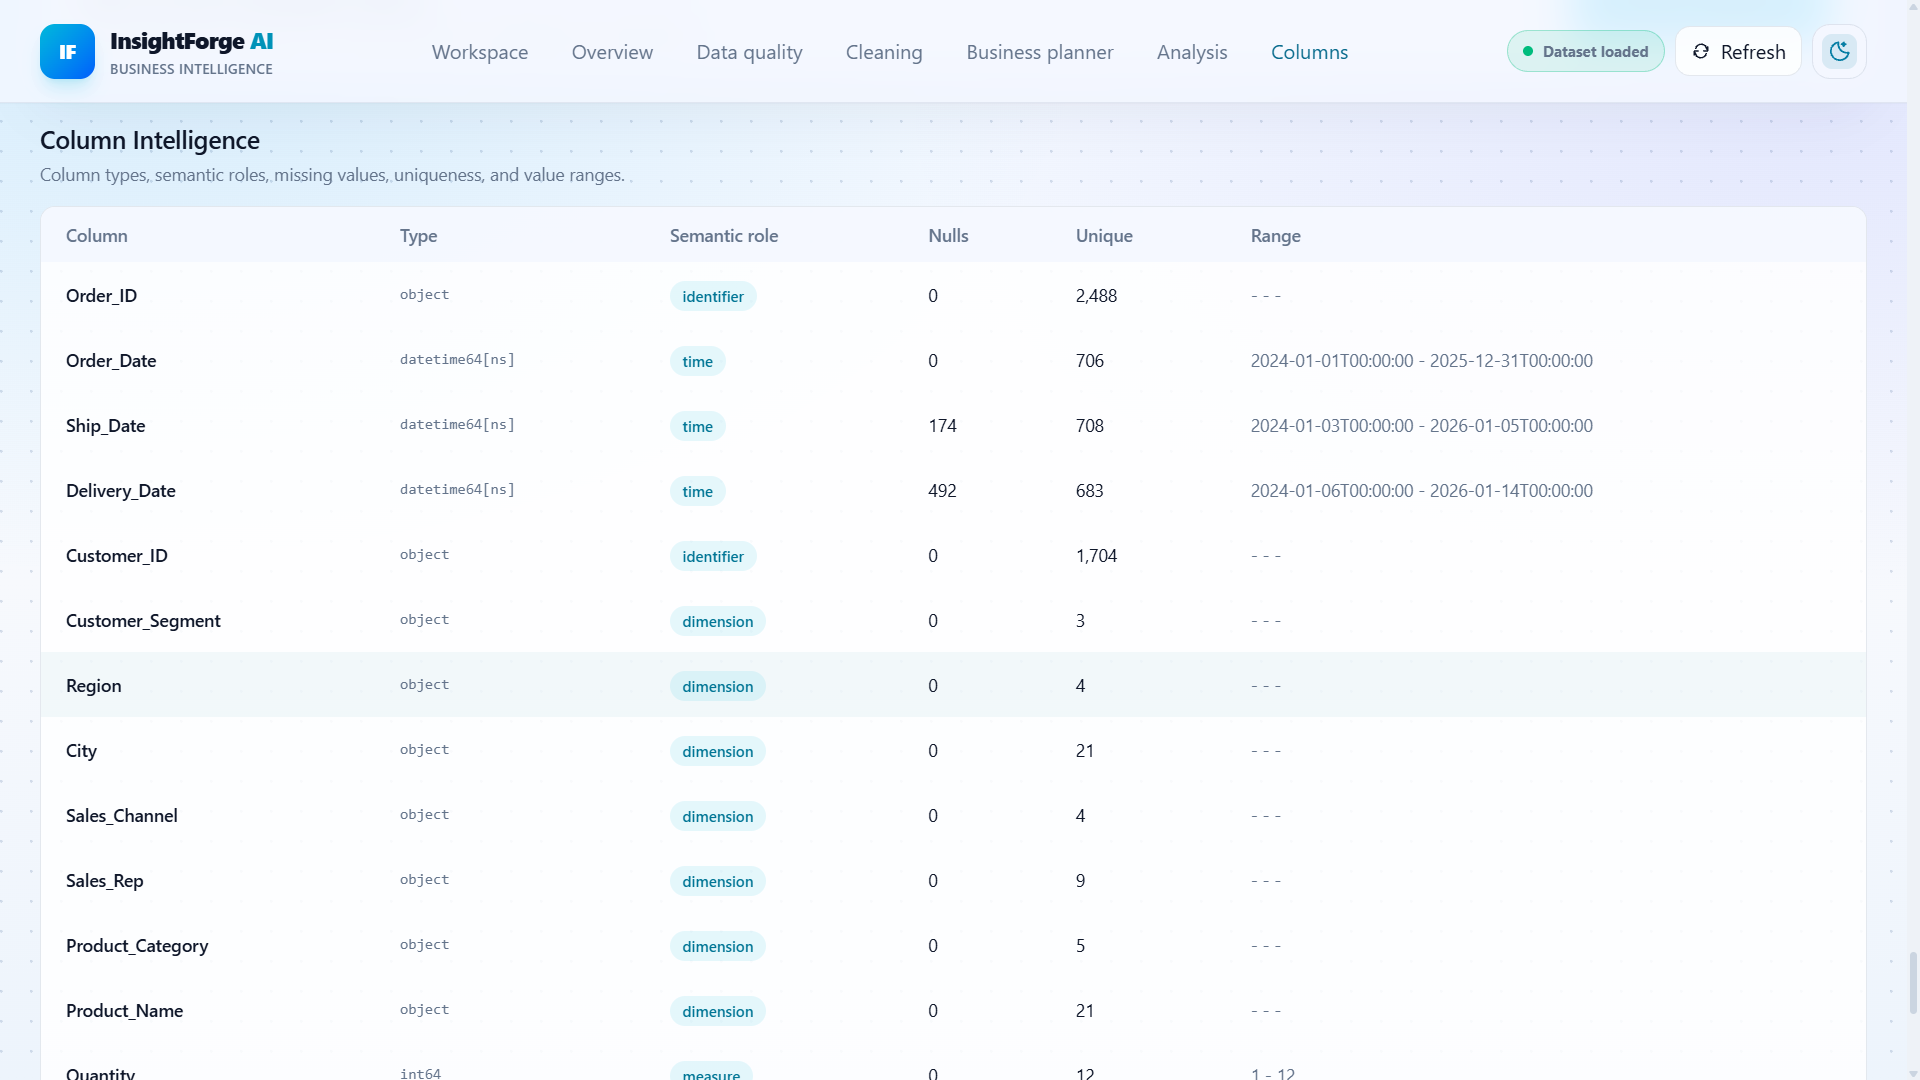 IF
InsightForge AI
BUSINESS INTELLIGENCE
Workspace Overview Data quality Cleaning Business planner Analysis Columns
Dataset loaded
Refresh
Column Intelligence
Column types, semantic roles, missing values, uniqueness, and value ranges.
Column Type Semantic role Nulls Unique Range
Order_ID object identifier 0 2,488 - - -
Order_Date datetime64[ns] time 0 706 2024-01-01T00:00:00 - 2025-12-31T00:00:00
Ship_Date datetime64[ns] time 174 708 2024-01-03T00:00:00 - 2026-01-05T00:00:00
Delivery_Date datetime64[ns] time 492 683 2024-01-06T00:00:00 - 2026-01-14T00:00:00
Customer_ID object identifier 0 1,704 - - -
Customer_Segment object dimension 0 3 - - -
Region object dimension 0 4 - - -
City object dimension 0 21 - - -
Sales_Channel object dimension 0 4 - - -
Sales_Rep object dimension 0 9 - - -
Product_Category object dimension 0 5 - - -
Product_Name object dimension 0 21 - - -
Quantity int64 measure 0 12 1 - 12